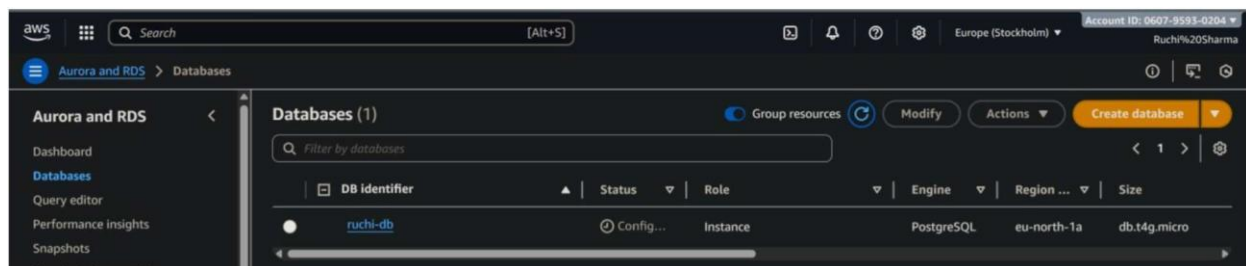 aws Search [Alt+S] Europe (Stockholm) ▼ Account ID: 0607-9593-0204 ▼
Ruchi%20Sharma
Aurora and RDS > Databases
Aurora and RDS <
Databases (1) Group resources Modify Actions ▼ Create database ▼
Dashboard
Filter by databases < 1 >
Databases
Query editor
DB identifier Status Role Engine Region ... Size
Performance insights
ruchi-db Config... Instance PostgreSQL eu-north-1a db.t4g.micro
Snapshots